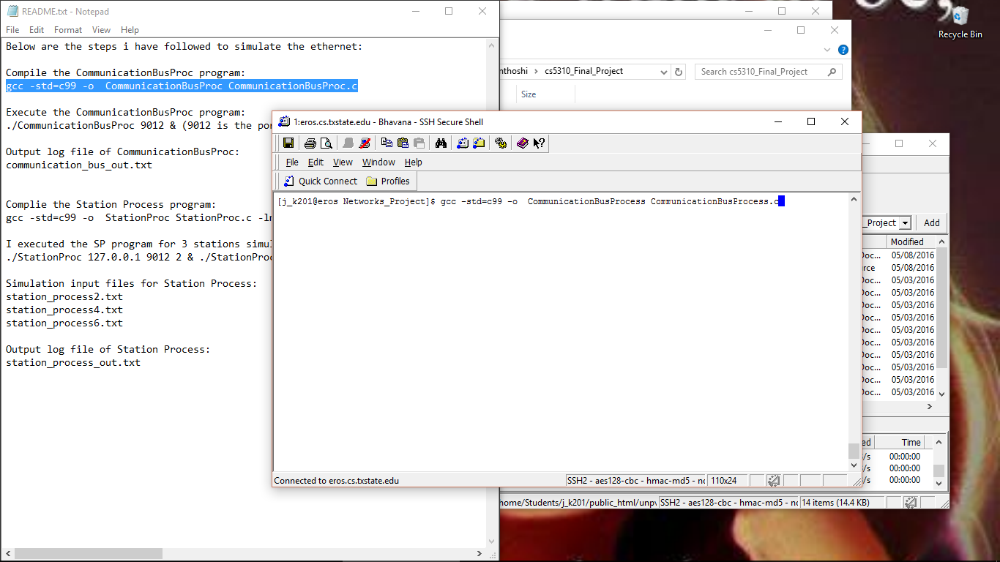 README.txt - Notepad
File Edit Format View Help
Below are the steps i have followed to simulate the ethernet:
Compile the CommunicationBusProc program:
gcc -std=c99 -o  CommunicationBusProc CommunicationBusProc.c
Execute the CommunicationBusProc program:
./CommunicationBusProc 9012 & (9012 is the por
Output log file of CommunicationBusProc:
communication_bus_out.txt
Complie the Station Process program:
gcc -std=c99 -o  StationProc StationProc.c -ln
I executed the SP program for 3 stations simul
./StationProc 127.0.0.1 9012 2 & ./StationProc
Simulation input files for Station Process:
station_process2.txt
station_process4.txt
station_process6.txt
Output log file of Station Process:
station_process_out.txt
Recycle Bin
nthoshi > cs5310_Final_Project
Search cs5310_Final_Project
Size
1:eros.cs.txstate.edu - Bhavana - SSH Secure Shell
File Edit View Window Help
Quick Connect Profiles
[j_k201@eros Networks_Project]$ gcc -std=c99 -o  CommunicationBusProcess CommunicationBusProcess.c
Connected to eros.cs.txstate.edu
SSH2 - aes128-cbc - hmac-md5 - nc
110x24
_Project Add
Modified
Doc... 05/08/2016
rce 05/08/2016
Doc... 05/03/2016
Doc... 05/03/2016
Doc... 05/03/2016
Doc... 05/03/2016
Doc... 05/03/2016
Doc... 05/03/2016
Doc... 05/03/2016
Doc... 05/03/2016
Doc... 05/03/2016
Doc... 05/03/2016
ed Time
/s 00:00:00
/s 00:00:00
/s 00:00:00
home/Students/j_k201/public_html/unpv
SSH2 - aes128-cbc - hmac-md5 - nc
14 items (14.4 KB)